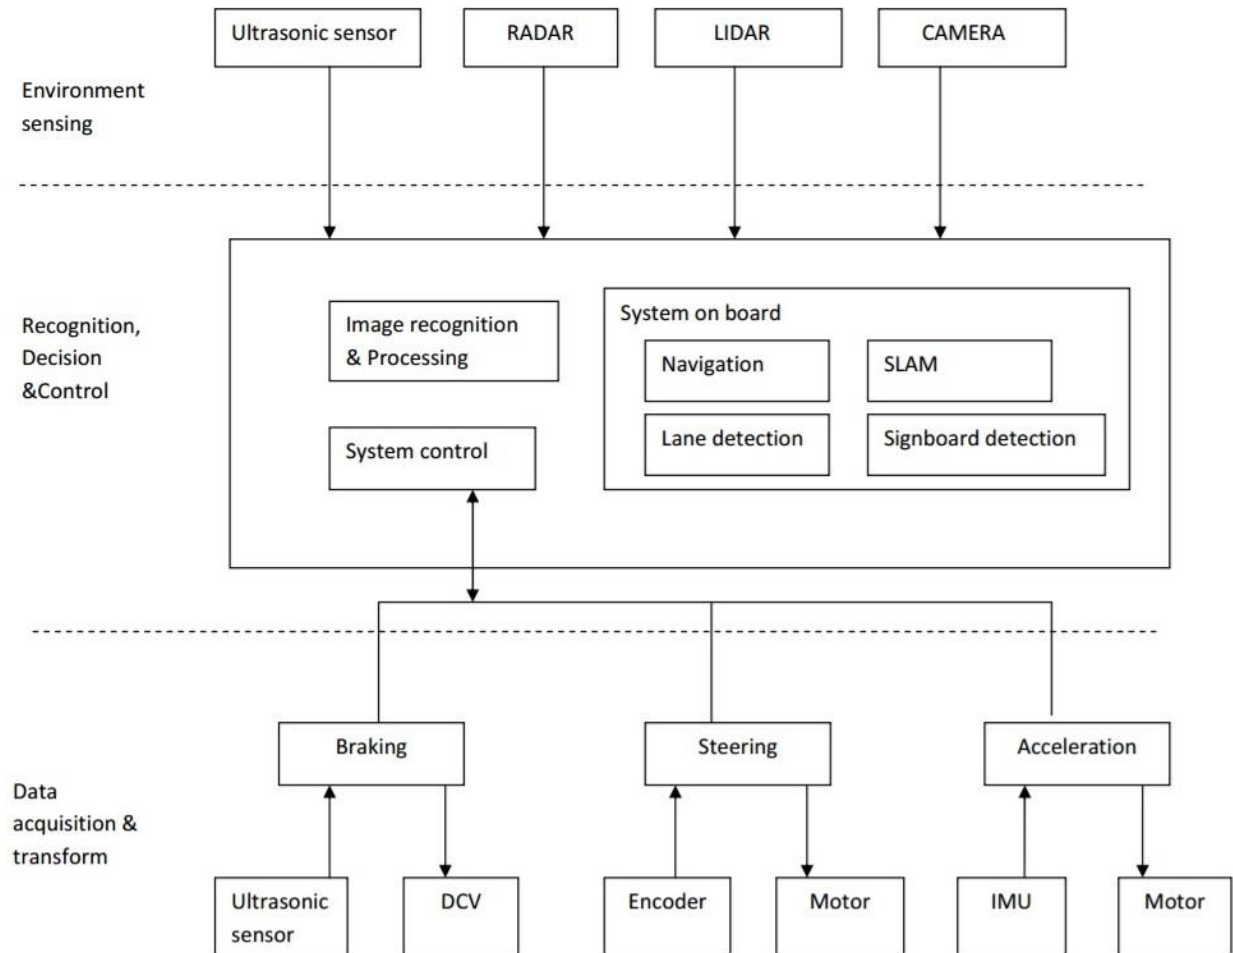 Ultrasonic sensor
RADAR
LIDAR
CAMERA
Environment
sensing
Recognition,
Decision
&Control
Image recognition
& Processing
System control
System on board
Navigation
SLAM
Lane detection
Signboard detection
Braking
Steering
Acceleration
Data
acquisition &
transform
Ultrasonic
sensor
DCV
Encoder
Motor
IMU
Motor